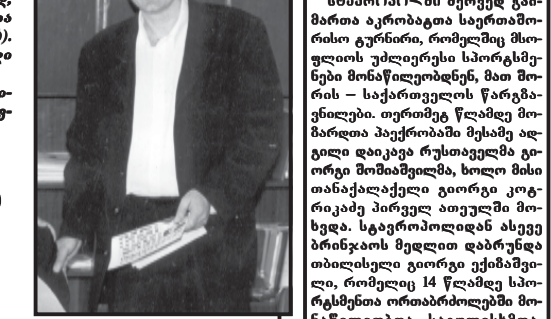 მართა აკრობატთა საერთაშო-
რისო ტურნირი, რომელშიც მსო-
ფლიოს უძლიერესი სპორტსმე-
ნები მონაწილეობდნენ, მათ შო-
რის — საქართველოს წარგზა-
ვნილები. თერთმეტ წლამდე მო-
ზარდთა პაექრობაში მესამე ად-
გილი დაიკავა რუსთაველმა გი-
ორგი შოშიაშვილმა, ხოლო მისი
თანაქალაქელი გიორგი კოტ-
რიკაძე პირველ ათეულში მო-
ხვდა. სტავროპოლიდან ასევე
ბრინჯაოს მედლით დაბრუნდა
თბილისელი გიორგი ექიზაშვი-
ლი, რომელიც 14 წლამდე სპო-
რტსმენთა ორთაბრძოლებში მო-